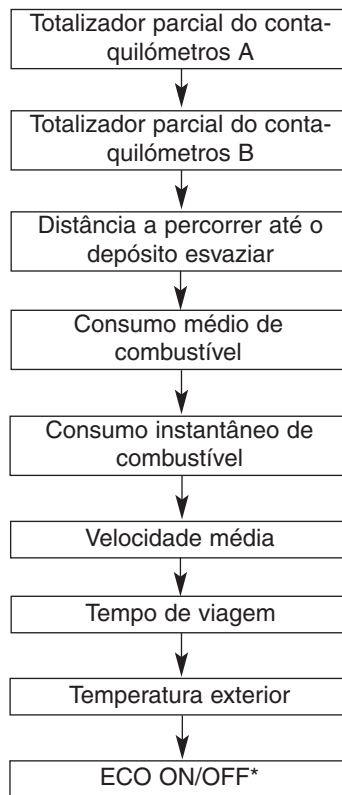 Totalizador parcial do conta-
quilómetros A
Totalizador parcial do conta-
quilómetros B
Distância a percorrer até o
depósito esvaziar
Consumo médio de
combustível
Consumo instantâneo de
combustível
Velocidade média
Tempo de viagem
Temperatura exterior
ECO ON/OFF*